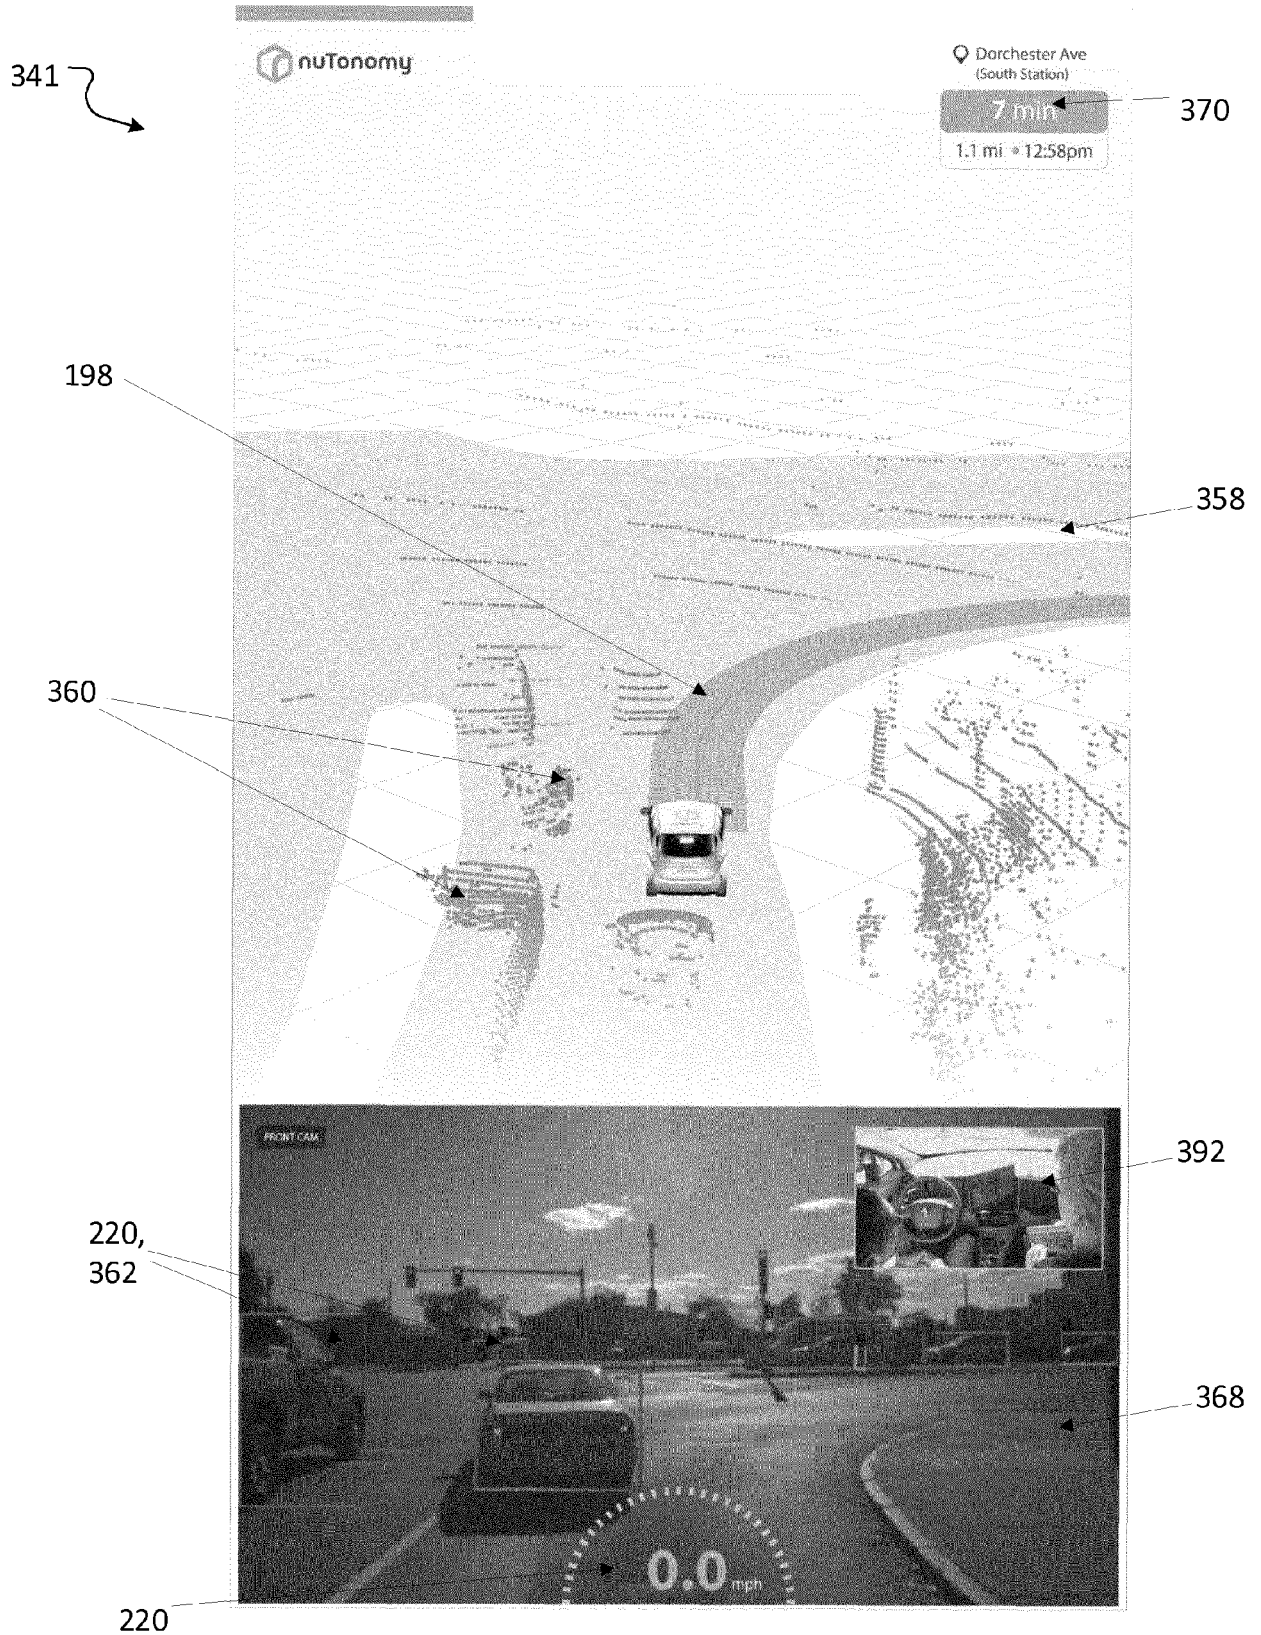 341
nuTonomy
Dorchester Ave
(South Station)
7 min
370
1.1 mi • 12:58pm
198
358
360
FRONT CAM
392
220,
362
368
0.0 mph
220